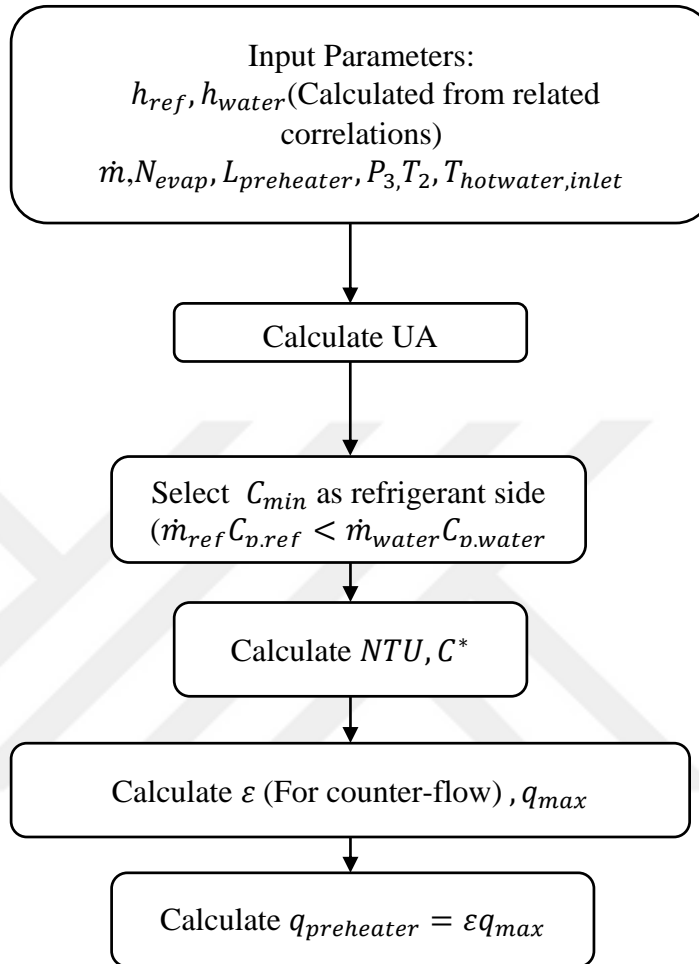 Input Parameters:
h_ref, h_water(Calculated from related
correlations)
ṁ,N_evap, L_preheater, P_3,T_2, T_hotwater,inlet
Calculate UA
Select C_min as refrigerant side
(ṁ_ref C_p.ref < ṁ_water C_p.water
Calculate NTU, C*
Calculate ε (For counter-flow) , q_max
Calculate q_preheater = εq_max